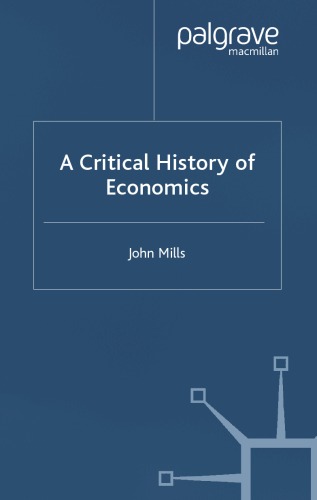 palgrave
macmillan
A Critical History of
Economics
John Mills